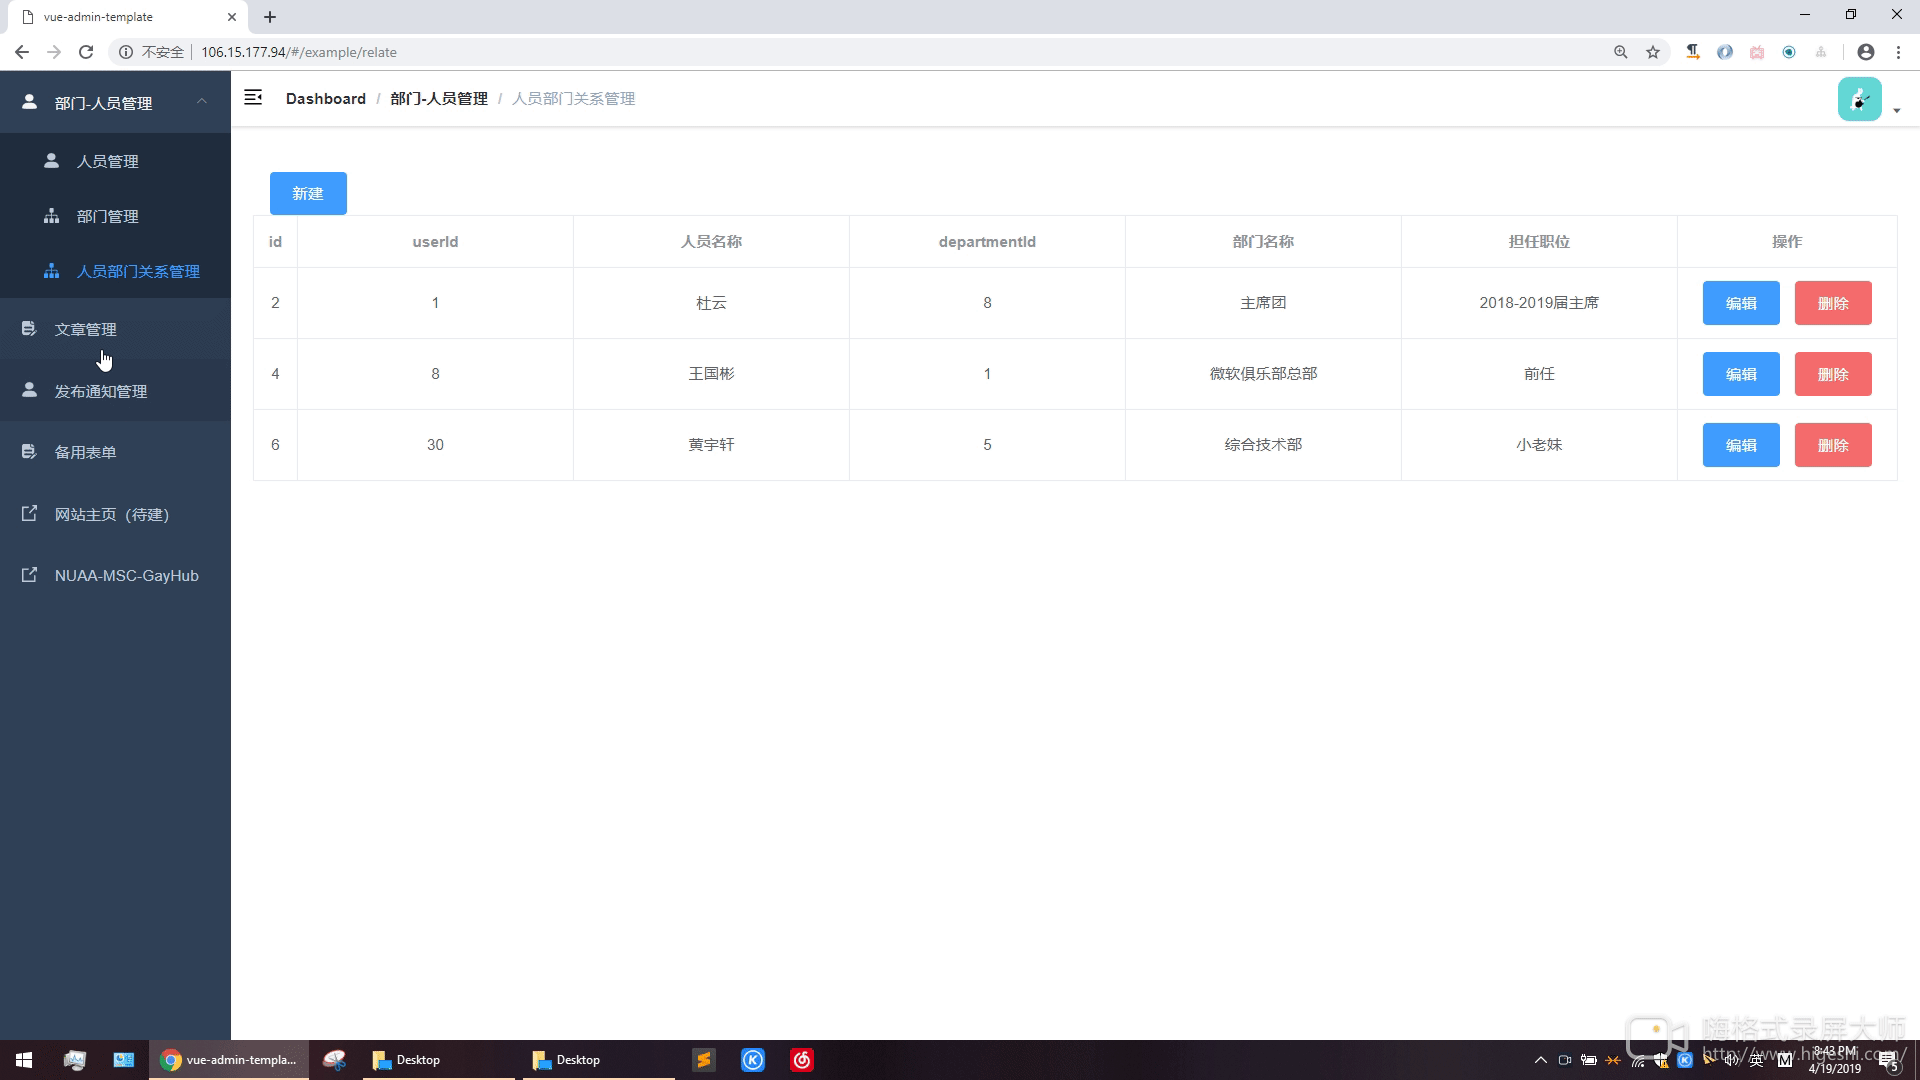 vue-admin-template
不安全 106.15.177.94/#/example/relate
部门-人员管理
人员管理
部门管理
人员部门关系管理
文章管理
发布通知管理
备用表单
网站主页（待建）
NUAA-MSC-GayHub
Dashboard / 部门-人员管理 / 人员部门关系管理
新建
id userId 人员名称 departmentId 部门名称 担任职位 操作
2 1 杜云 8 主席团 2018-2019届主席 编辑 删除
4 8 王国彬 1 微软俱乐部总部 前任 编辑 删除
6 30 黄宇轩 5 综合技术部 小老妹 编辑 删除
嗨格式录屏大师
http://www.higeshi.com/
vue-admin-templa... Desktop Desktop 英 M 8:43 PM
4/19/2019 5